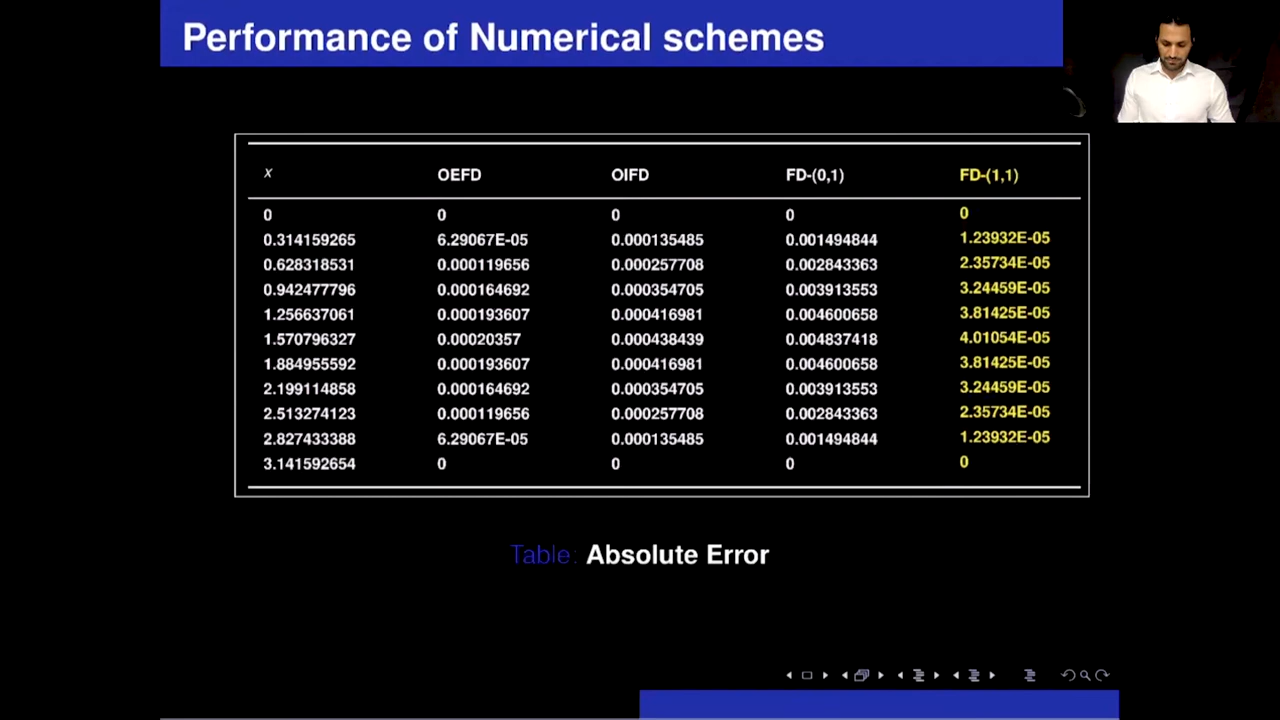 Performance of Numerical schemes
x OEFD OIFD FD-(0,1) FD-(1,1)
0 0 0 0 0
0.314159265 6.29067E-05 0.000135485 0.001494844 1.23932E-05
0.628318531 0.000119656 0.000257708 0.002843363 2.35734E-05
0.942477796 0.000164692 0.000354705 0.003913553 3.24459E-05
1.256637061 0.000193607 0.000416981 0.004600658 3.81425E-05
1.570796327 0.00020357 0.000438439 0.004837418 4.01054E-05
1.884955592 0.000193607 0.000416981 0.004600658 3.81425E-05
2.199114858 0.000164692 0.000354705 0.003913553 3.24459E-05
2.513274123 0.000119656 0.000257708 0.002843363 2.35734E-05
2.827433388 6.29067E-05 0.000135485 0.001494844 1.23932E-05
3.141592654 0 0 0 0
Table: Absolute Error